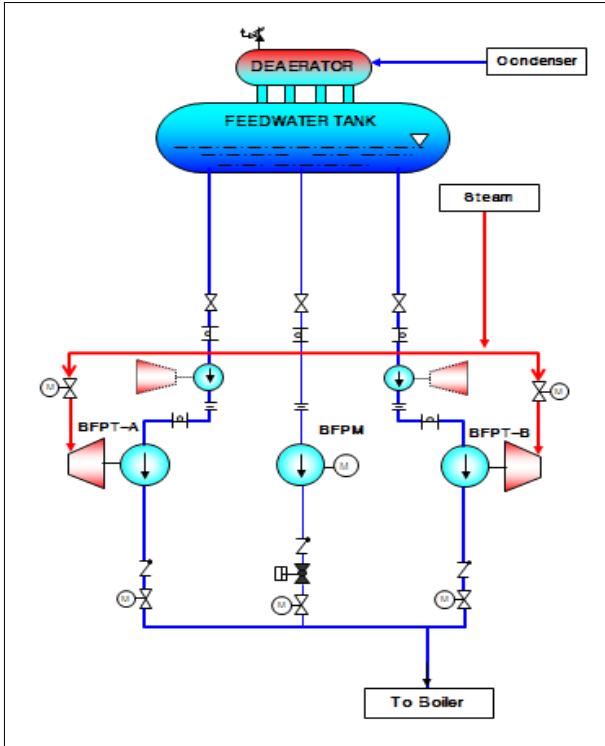 DEAERATOR
Condenser
FEEDWATER TANK
Steam
M
M
BFPT-A
BFPM
BFPT-B
M
M
M
M
To Boiler